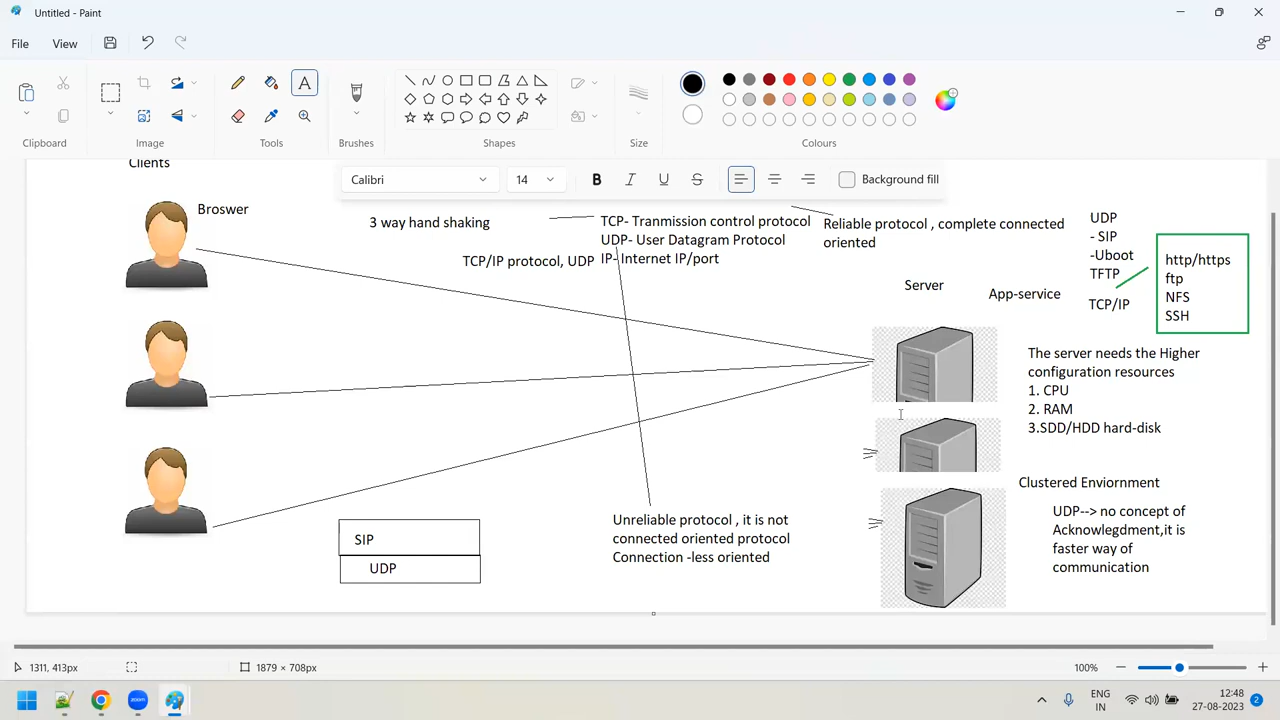 Untitled - Paint
File
View
Clipboard
Image
Tools
Brushes
Shapes
Size
Colours
Calibri
14
B
I
U
S
Background fill
Clients
Broswer
3 way hand shaking
TCP- Tranmission control protocol
UDP- User Datagram Protocol
IP- Internet IP/port
TCP/IP protocol, UDP
Reliable protocol , complete connected
oriented
UDP
- SIP
-Uboot
TFTP
TCP/IP
http/https
ftp
NFS
SSH
Server
App-service
The server needs the Higher
configuration resources
1. CPU
2. RAM
3.SDD/HDD hard-disk
Clustered Enviornment
UDP--> no concept of
Acknowlegdment,it is
faster way of
communication
Unreliable protocol , it is not
connected oriented protocol
Connection -less oriented
SIP
UDP
1311, 413px
1879 × 708px
100%
zoom
ENG
IN
12:48
27-08-2023
2